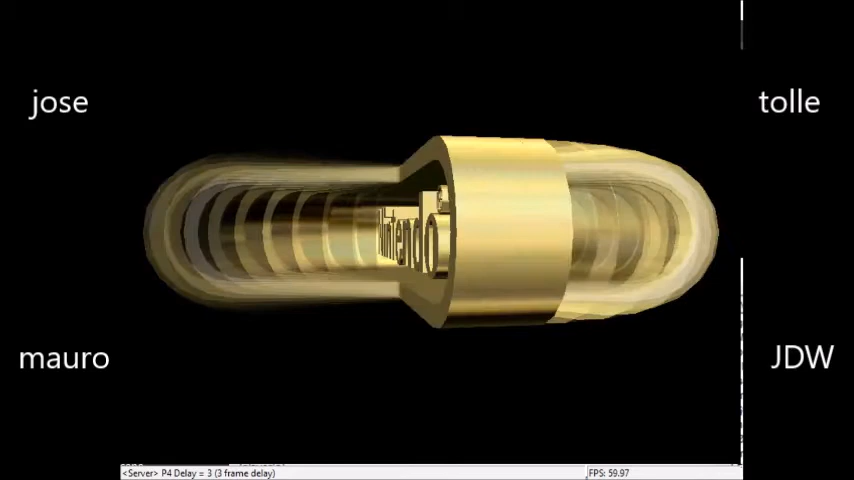 jose
tolle
Nintendo
mauro
JDW
<Server> P4 Delay = 3 (3 frame delay)
FPS: 59.97